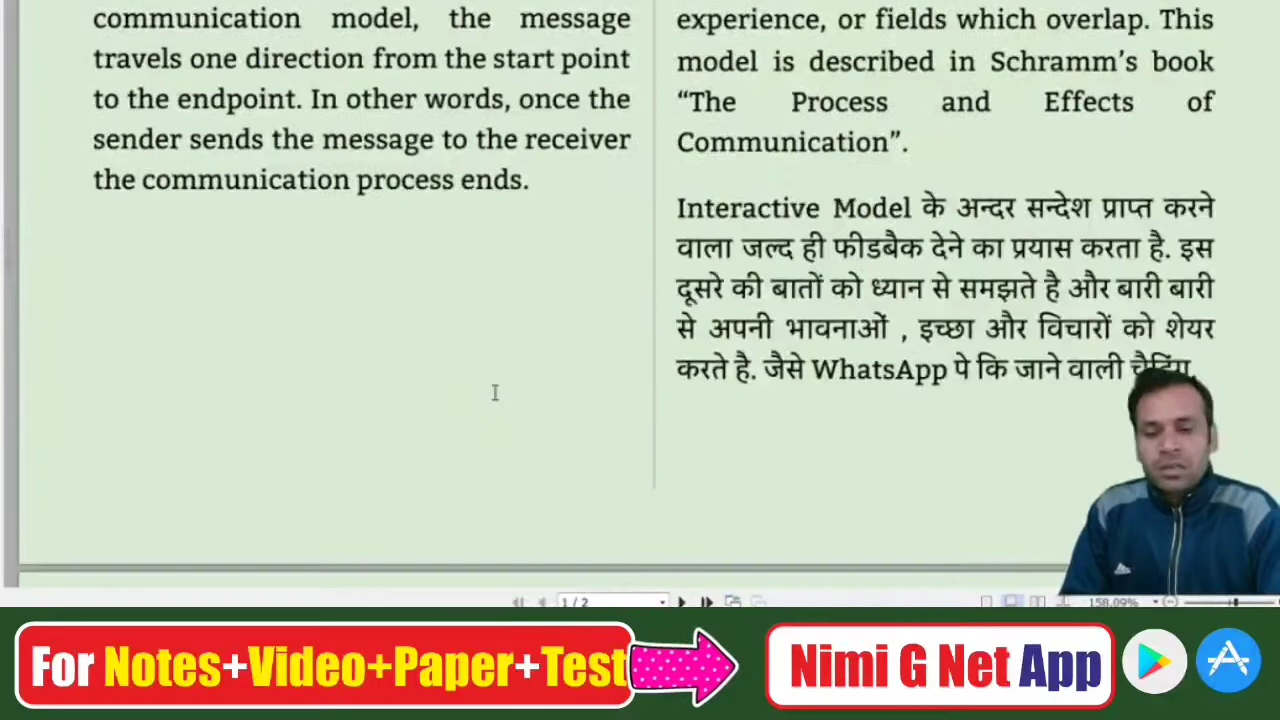 communication model, the message
travels one direction from the start point
to the endpoint. In other words, once the
sender sends the message to the receiver
the communication process ends.
experience, or fields which overlap. This
model is described in Schramm's book
“The Process and Effects of
Communication”.
Interactive Model के अन्दर सन्देश प्राप्त करने
वाला जल्द ही फीडबैक देने का प्रयास करता है. इस
दूसरे की बातों को ध्यान से समझते है और बारी बारी
से अपनी भावनाओं , इच्छा और विचारों को शेयर
करते है. जैसे WhatsApp पे कि जाने वाली चैटिंग.
1 / 2
158.09%
For Notes+Video+Paper+Test
Nimi G Net App